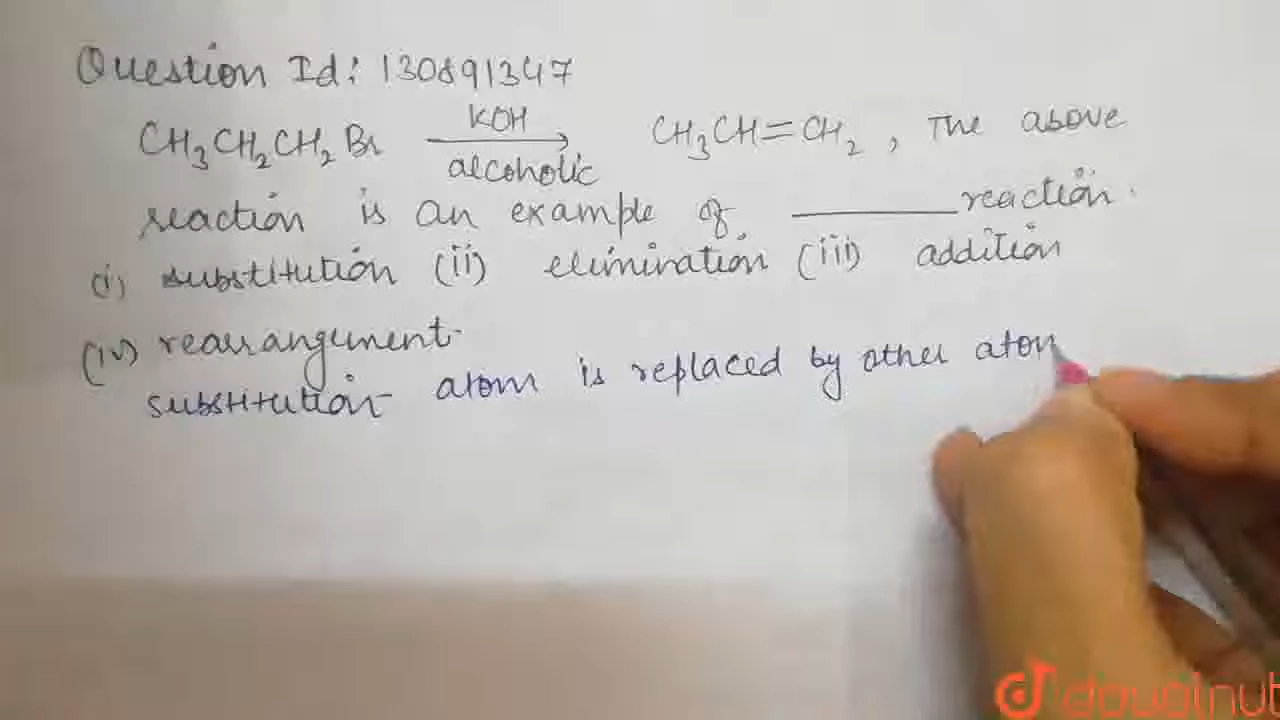 Question Id: 130891347
CH3CH2CH2Br KOH alcoholic CH3CH=CH2, The above
reaction is an example of ______ reaction.
(i) substitution (ii) elimination (iii) addition
(iv) rearrangement.
substitution atom is replaced by other atom
doubtnut